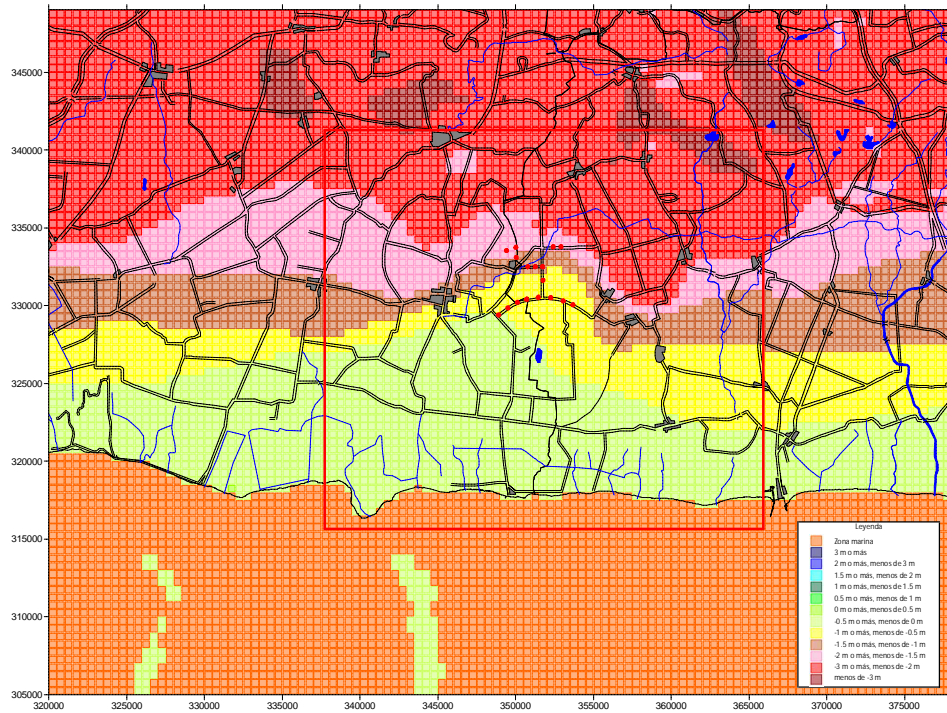 345000
340000
335000
330000
325000
320000
315000
310000
305000
320000
325000
330000
335000
340000
345000
350000
355000
360000
365000
370000
375000
Leyenda
Zona marina
3 m o más
2 m o más, menos de 3 m
1.5 m o más, menos de 2 m
1 m o más, menos de 1.5 m
0.5 m o más, menos de 1 m
0 m o más, menos de 0.5 m
-0.5 m o más, menos de 0 m
-1 m o más, menos de -0.5 m
-1.5 m o más, menos de -1 m
-2 m o más, menos de -1.5 m
-3 m o más, menos de -2 m
menos de -3 m